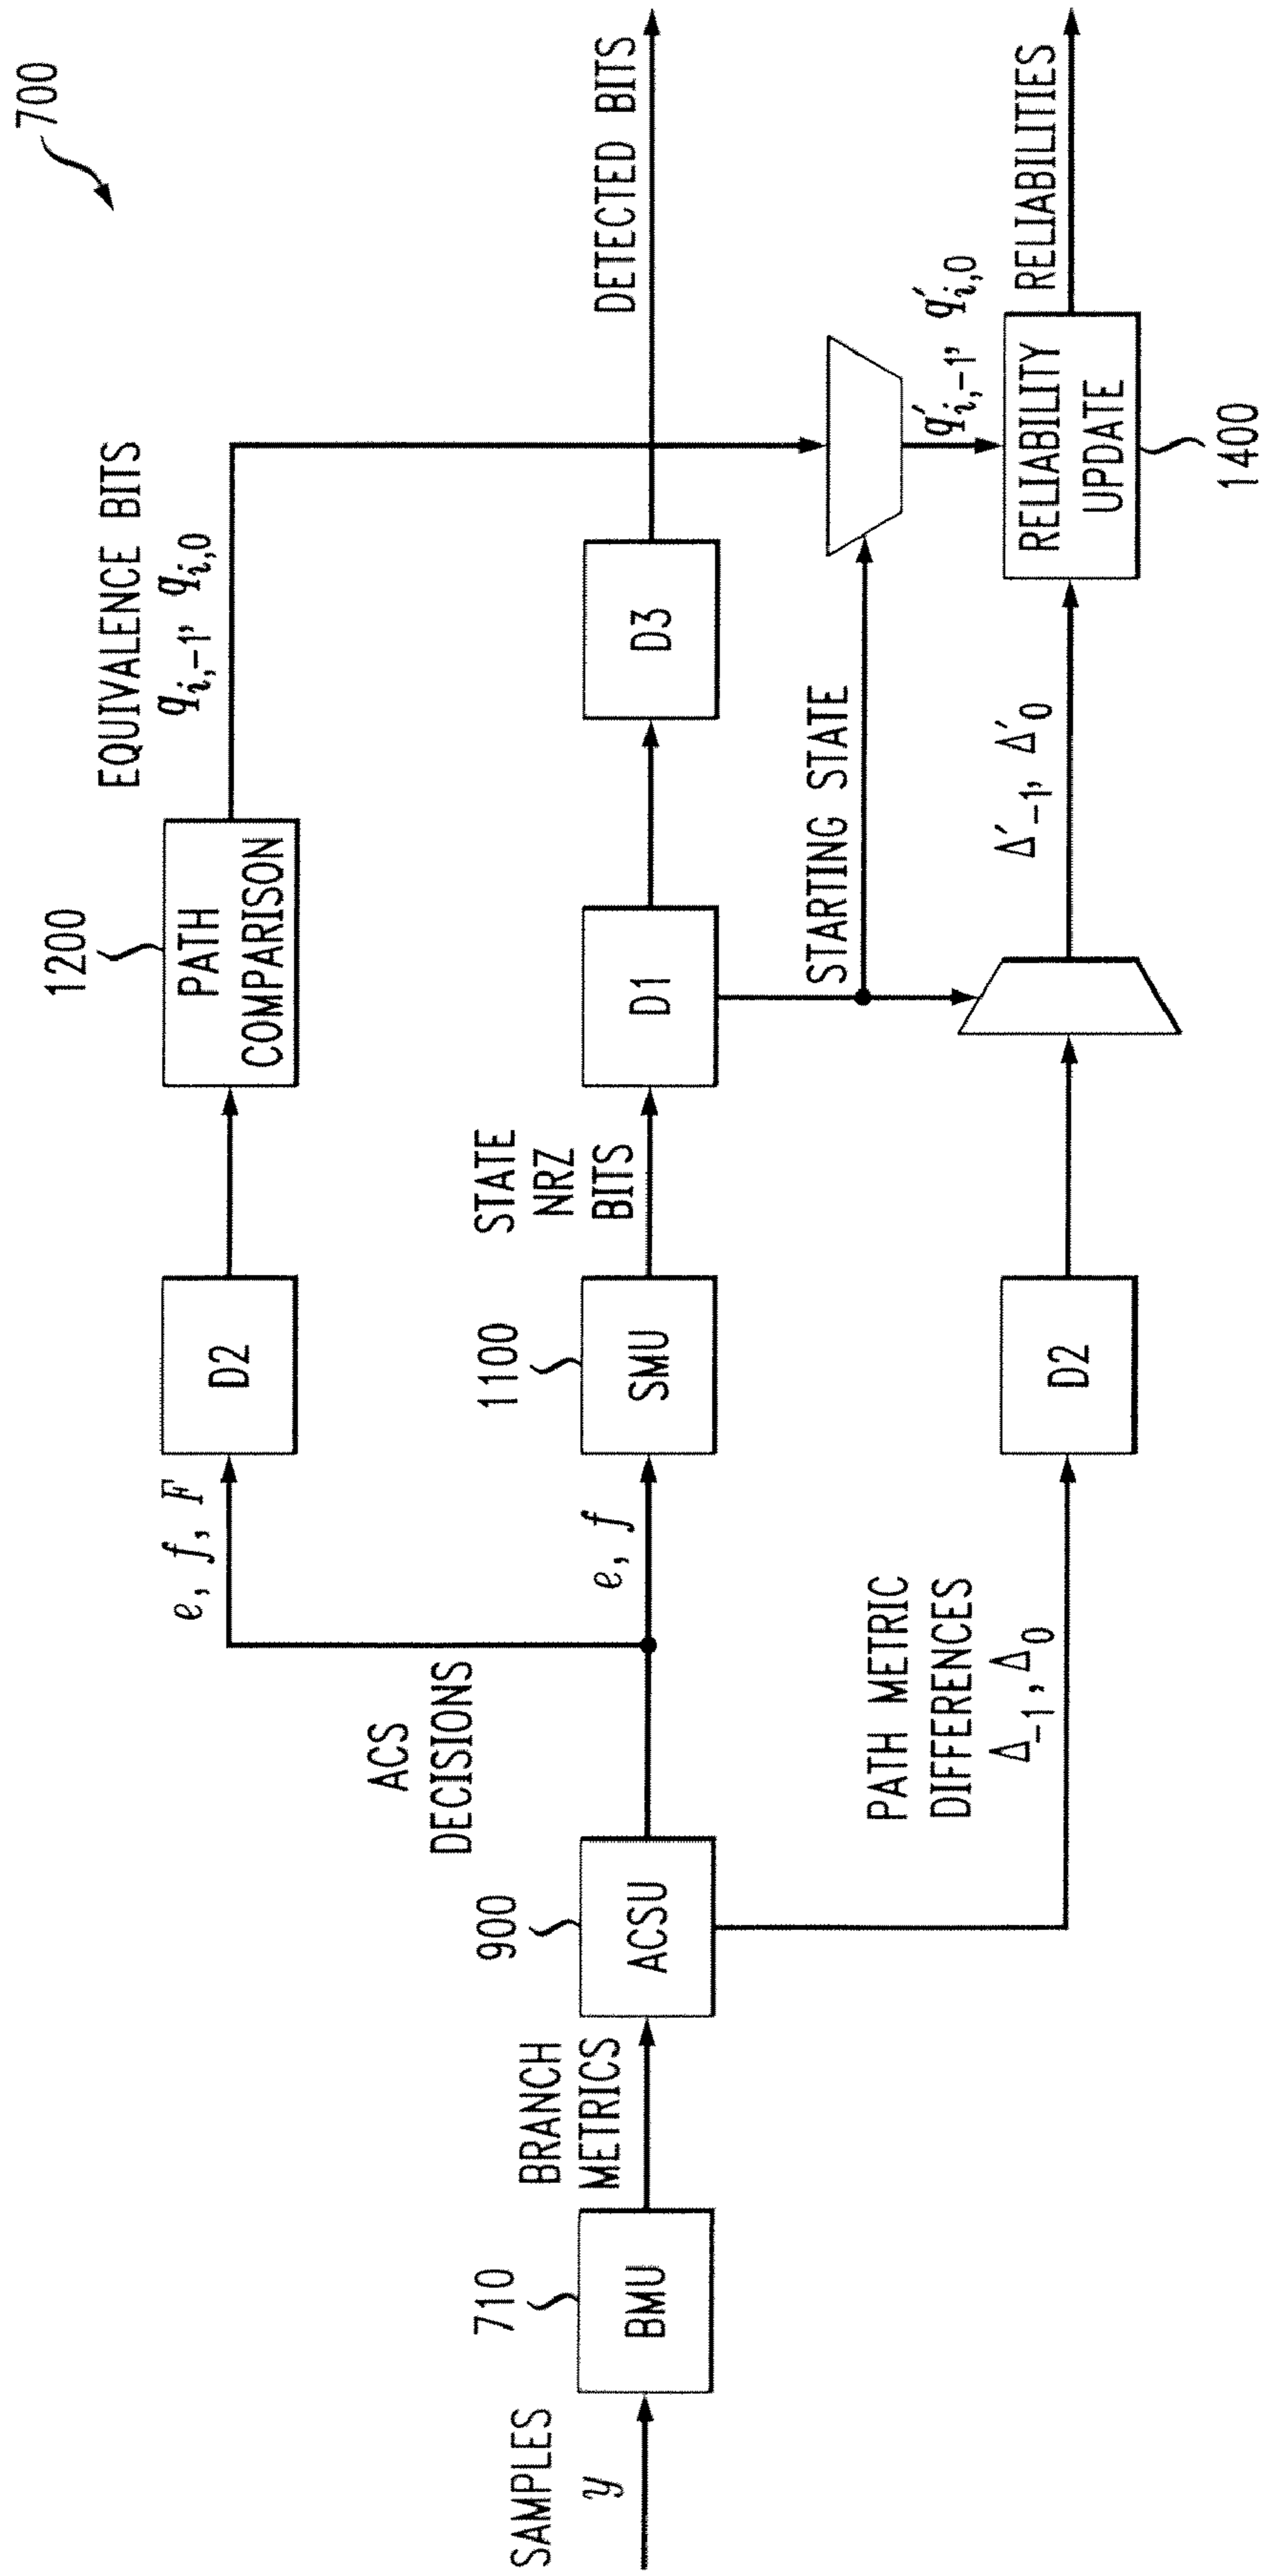 700
SAMPLES
y
710
BMU
BRANCH
METRICS
900
ACSU
ACS
DECISIONS
e, f, F
e, f
PATH METRIC
DIFFERENCES
Δ₋₁, Δ₀
D2
1100
SMU
D2
STATE
NRZ
BITS
1200
PATH
COMPARISON
D1
STARTING STATE
Δ′₋₁, Δ′₀
EQUIVALENCE BITS
qᵢ,₋₁, qᵢ,₀
D3
DETECTED BITS
q′ᵢ,₋₁, q′ᵢ,₀
RELIABILITY
UPDATE
1400
RELIABILITIES